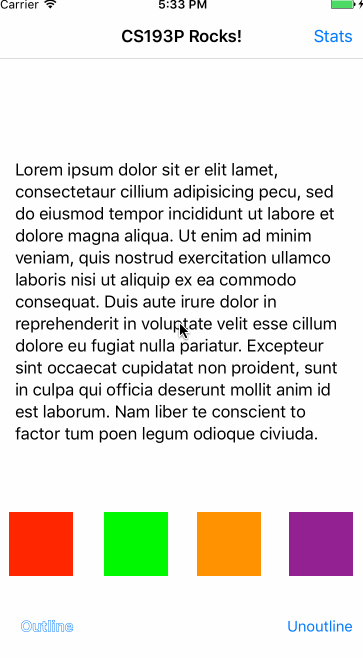 Carrier 5:33 PM
CS193P Rocks! Stats
Lorem ipsum dolor sit er elit lamet,
consectetaur cillium adipisicing pecu, sed
do eiusmod tempor incididunt ut labore et
dolore magna aliqua. Ut enim ad minim
veniam, quis nostrud exercitation ullamco
laboris nisi ut aliquip ex ea commodo
consequat. Duis aute irure dolor in
reprehenderit in voluptate velit esse cillum
dolore eu fugiat nulla pariatur. Excepteur
sint occaecat cupidatat non proident, sunt
in culpa qui officia deserunt mollit anim id
est laborum. Nam liber te conscient to
factor tum poen legum odioque civiuda.
Outline Unoutline